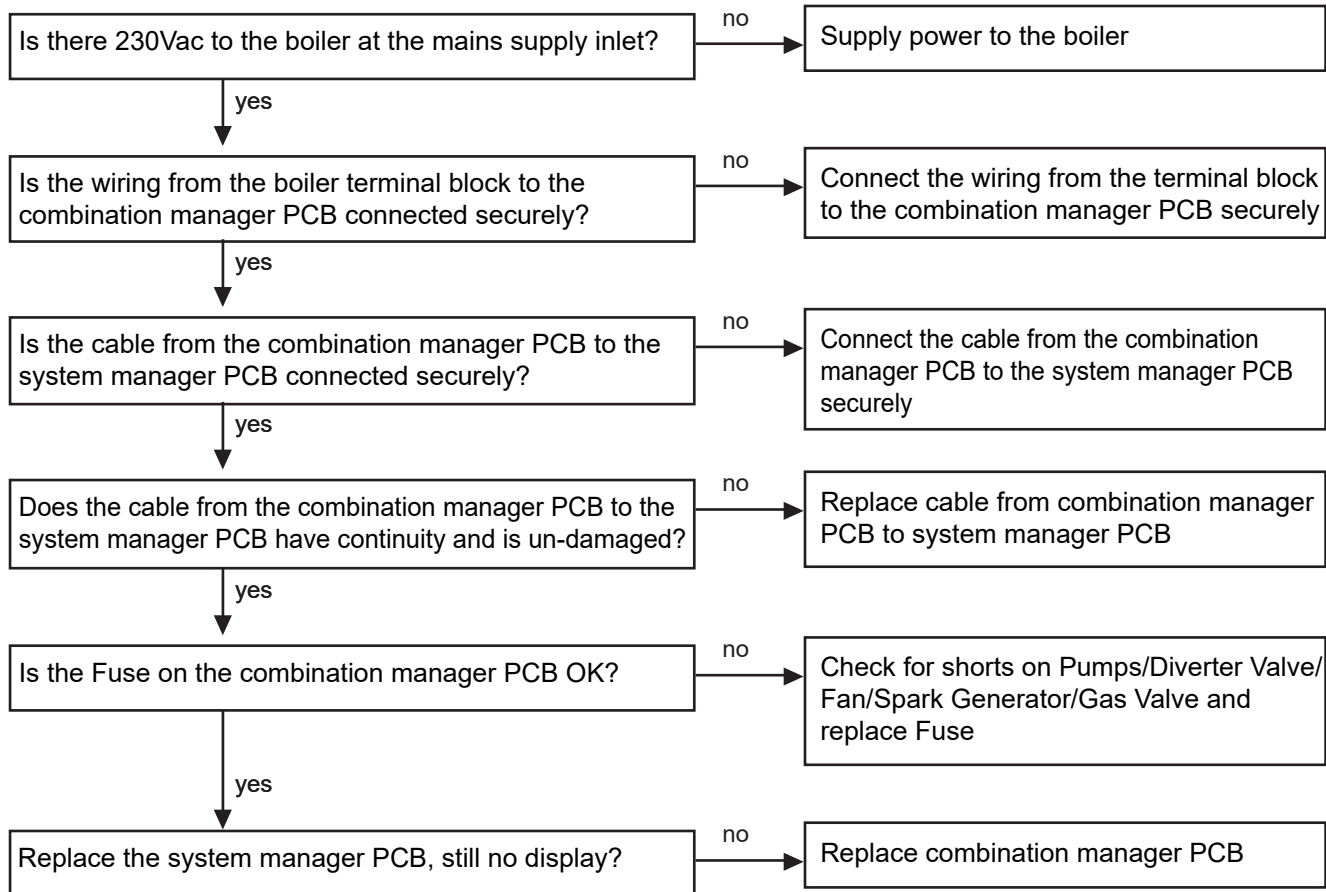 Is there 230Vac to the boiler at the mains supply inlet?
no
Supply power to the boiler
yes
Is the wiring from the boiler terminal block to the
combination manager PCB connected securely?
no
Connect the wiring from the terminal block
to the combination manager PCB securely
yes
Is the cable from the combination manager PCB to the
system manager PCB connected securely?
no
Connect the cable from the combination
manager PCB to the system manager PCB
securely
yes
Does the cable from the combination manager PCB to the
system manager PCB have continuity and is un-damaged?
no
Replace cable from combination manager
PCB to system manager PCB
yes
Is the Fuse on the combination manager PCB OK?
no
Check for shorts on Pumps/Diverter Valve/
Fan/Spark Generator/Gas Valve and
replace Fuse
yes
Replace the system manager PCB, still no display?
no
Replace combination manager PCB